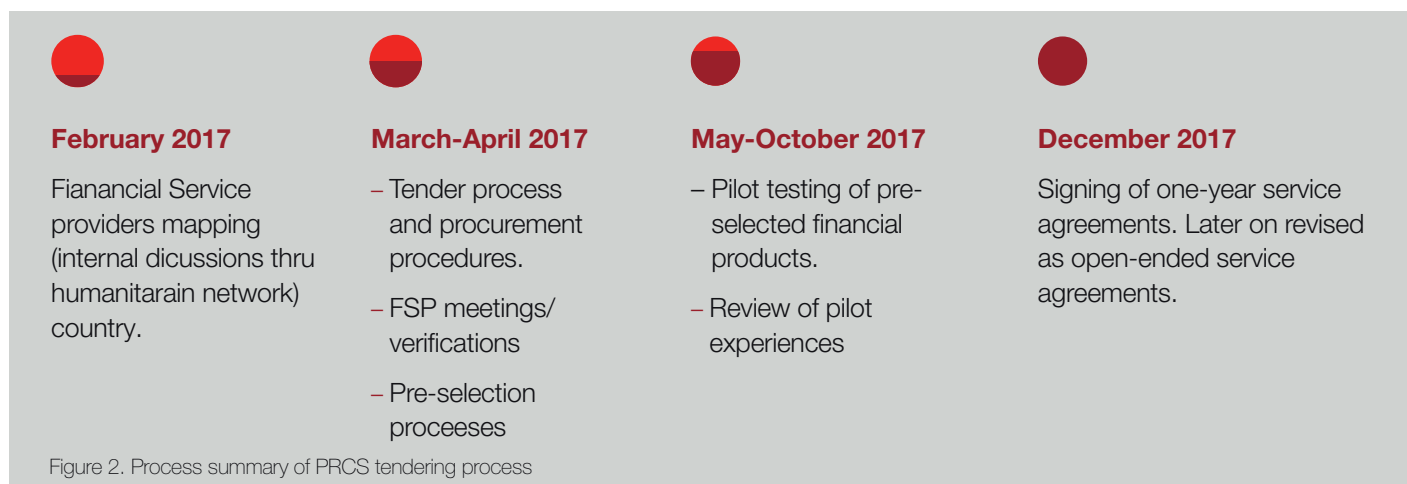 February 2017
Fianancial Service
providers mapping
(internal dicussions thru
humanitarain network)
country.
March-April 2017
– Tender process
and procurement
procedures.
– FSP meetings/
verifications
– Pre-selection
proceeses
May-October 2017
– Pilot testing of pre-
selected financial
products.
– Review of pilot
experiences
December 2017
Signing of one-year service
agreements. Later on revised
as open-ended service
agreements.
Figure 2. Process summary of PRCS tendering process